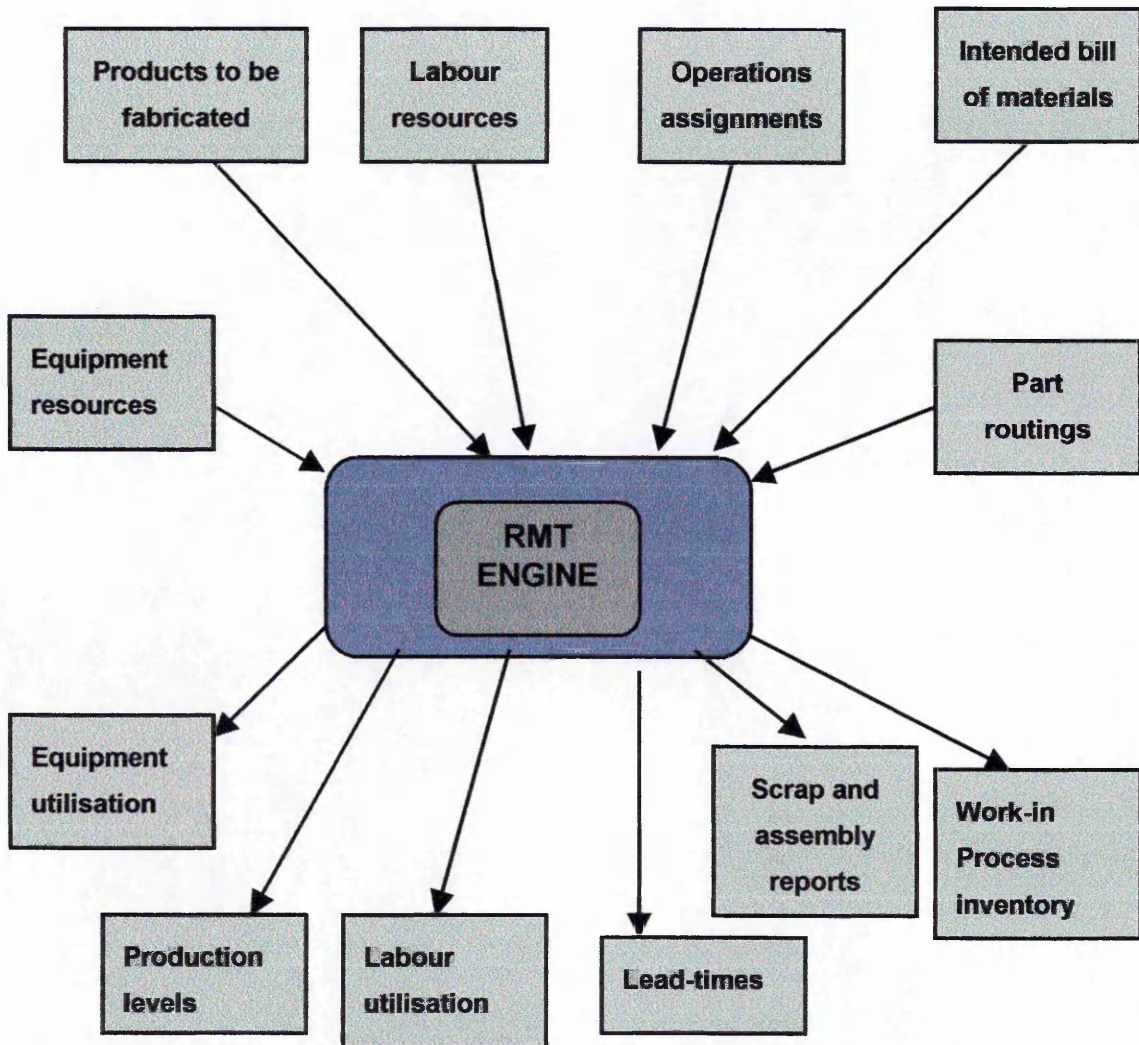 Products to be
fabricated
Labour
resources
Operations
assignments
Intended bill
of materials
Equipment
resources
Part
routings
RMT
ENGINE
Equipment
utilisation
Scrap and
assembly
reports
Work-in
Process
inventory
Production
levels
Labour
utilisation
Lead-times